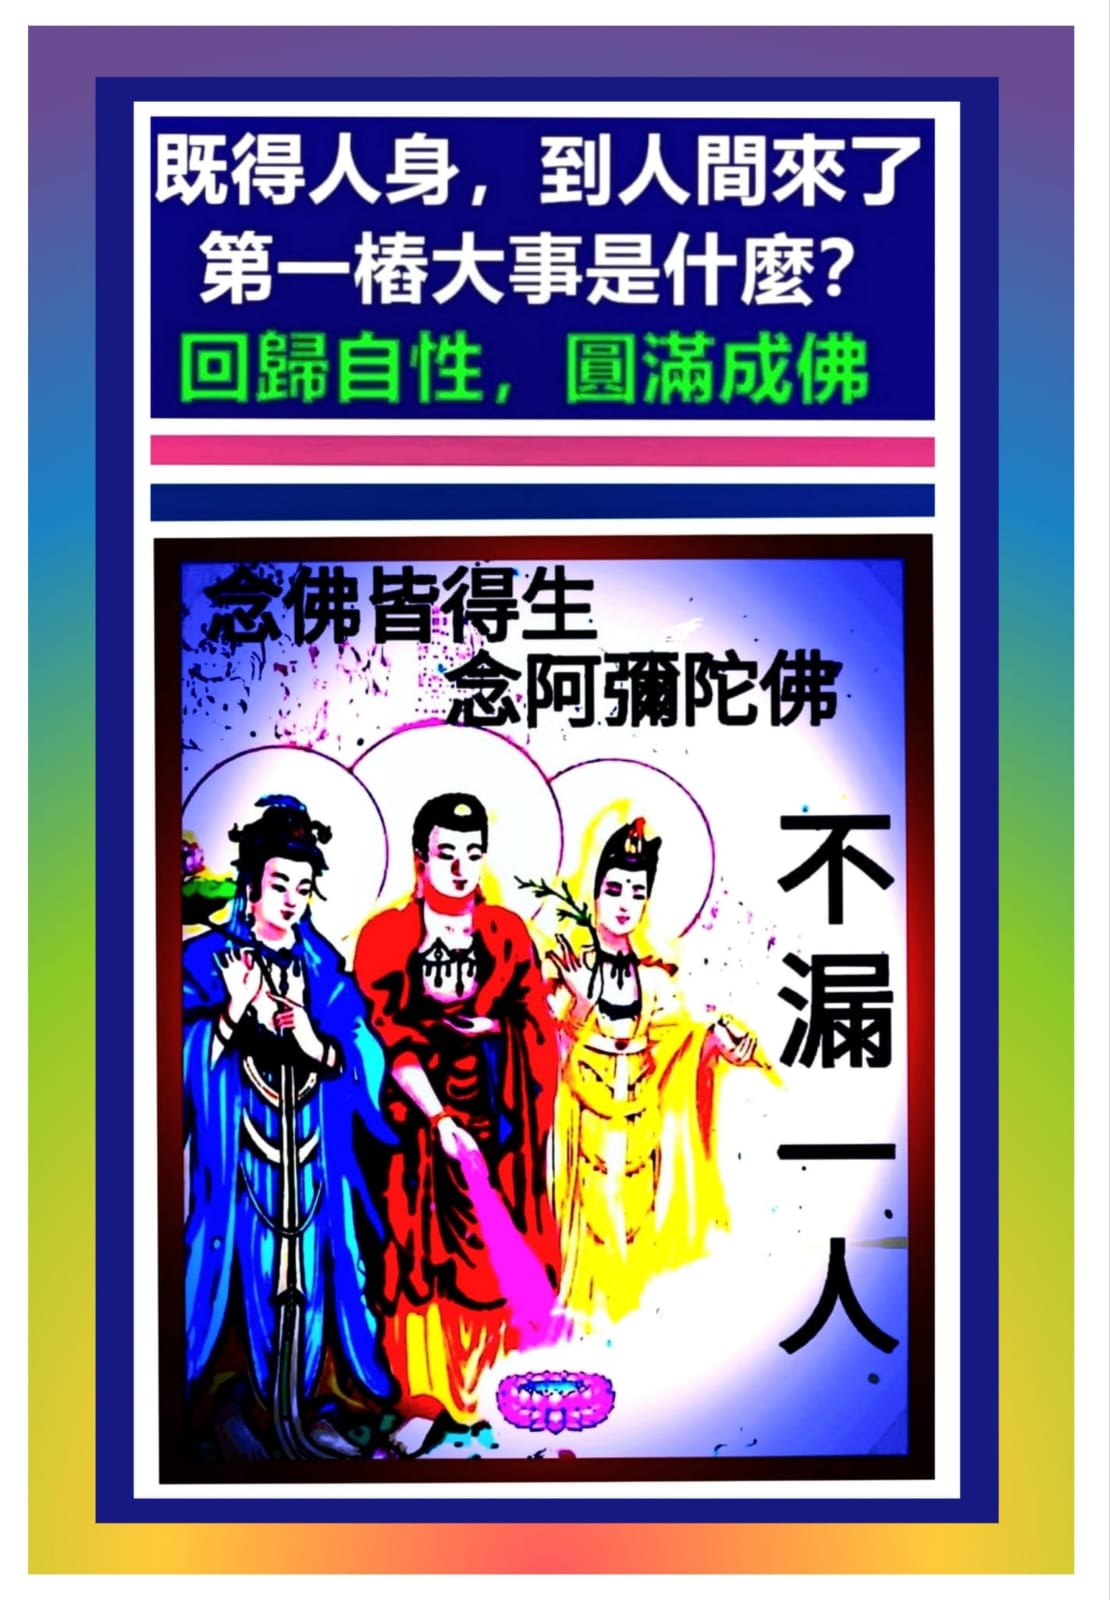 既得人身，到人間來了
第一樁大事是什麼？
回歸自性，圓滿成佛
念佛皆得生
念阿彌陀佛
不漏一人